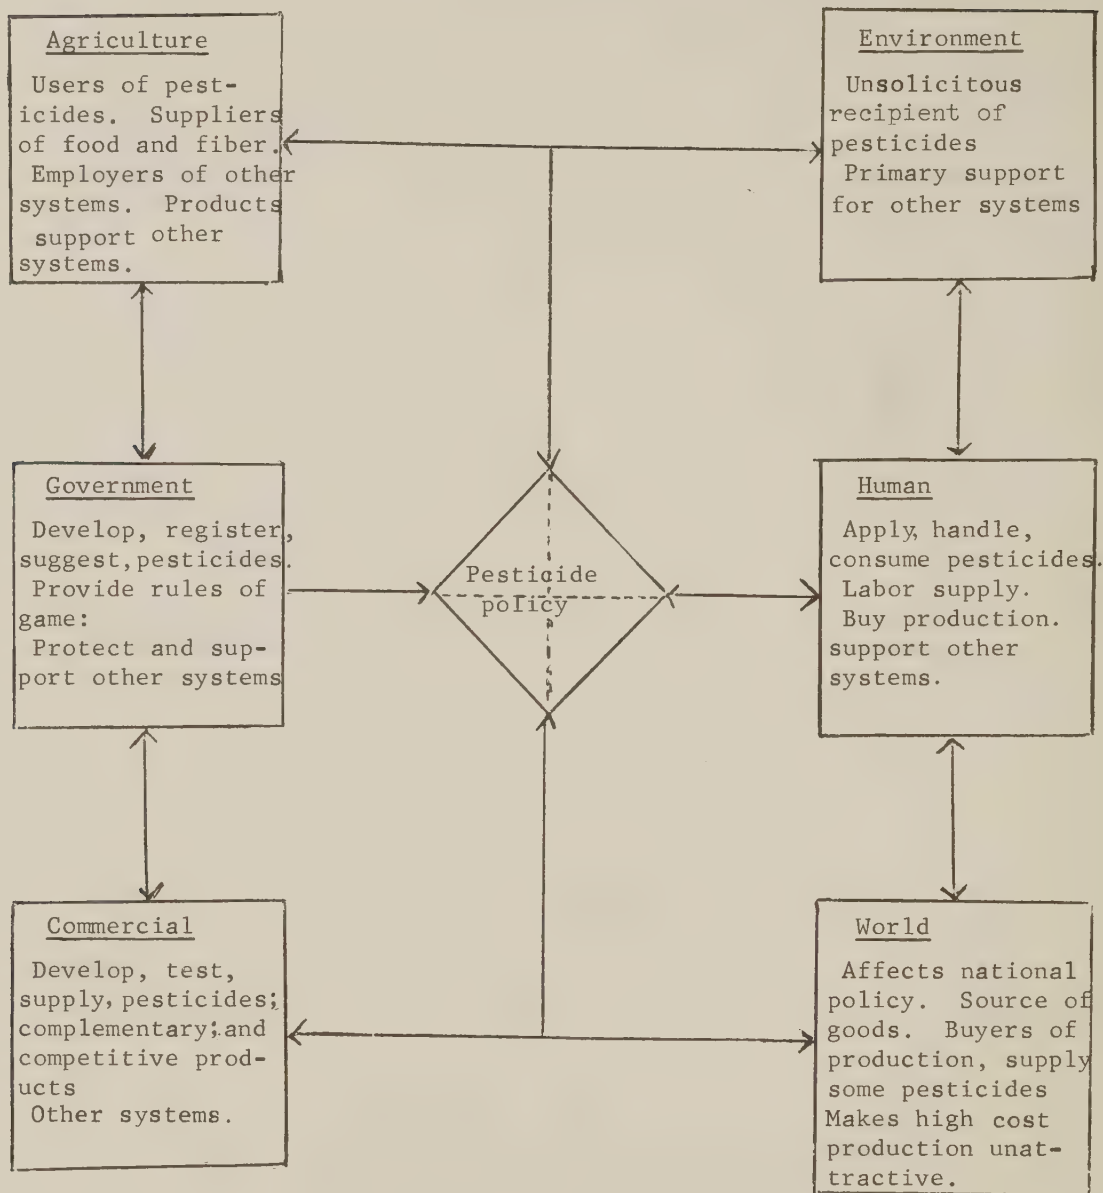 Agriculture
Users of pest-
icides. Suppliers
of food and fiber.
Employers of other
systems. Products
support other
systems.
Environment
Unsolicitous
recipient of
pesticides
Primary support
for other systems
Government
Develop, register,
suggest, pesticides.
Provide rules of
game:
Protect and sup-
port other systems
Pesticide
policy
Human
Apply, handle,
consume pesticides.
Labor supply.
Buy production.
support other
systems.
Commercial
Develop, test,
supply, pesticides;
complementary; and
competitive prod-
ucts
Other systems.
World
Affects national
policy. Source of
goods. Buyers of
production, supply
some pesticides
Makes high cost
production unat-
tractive.